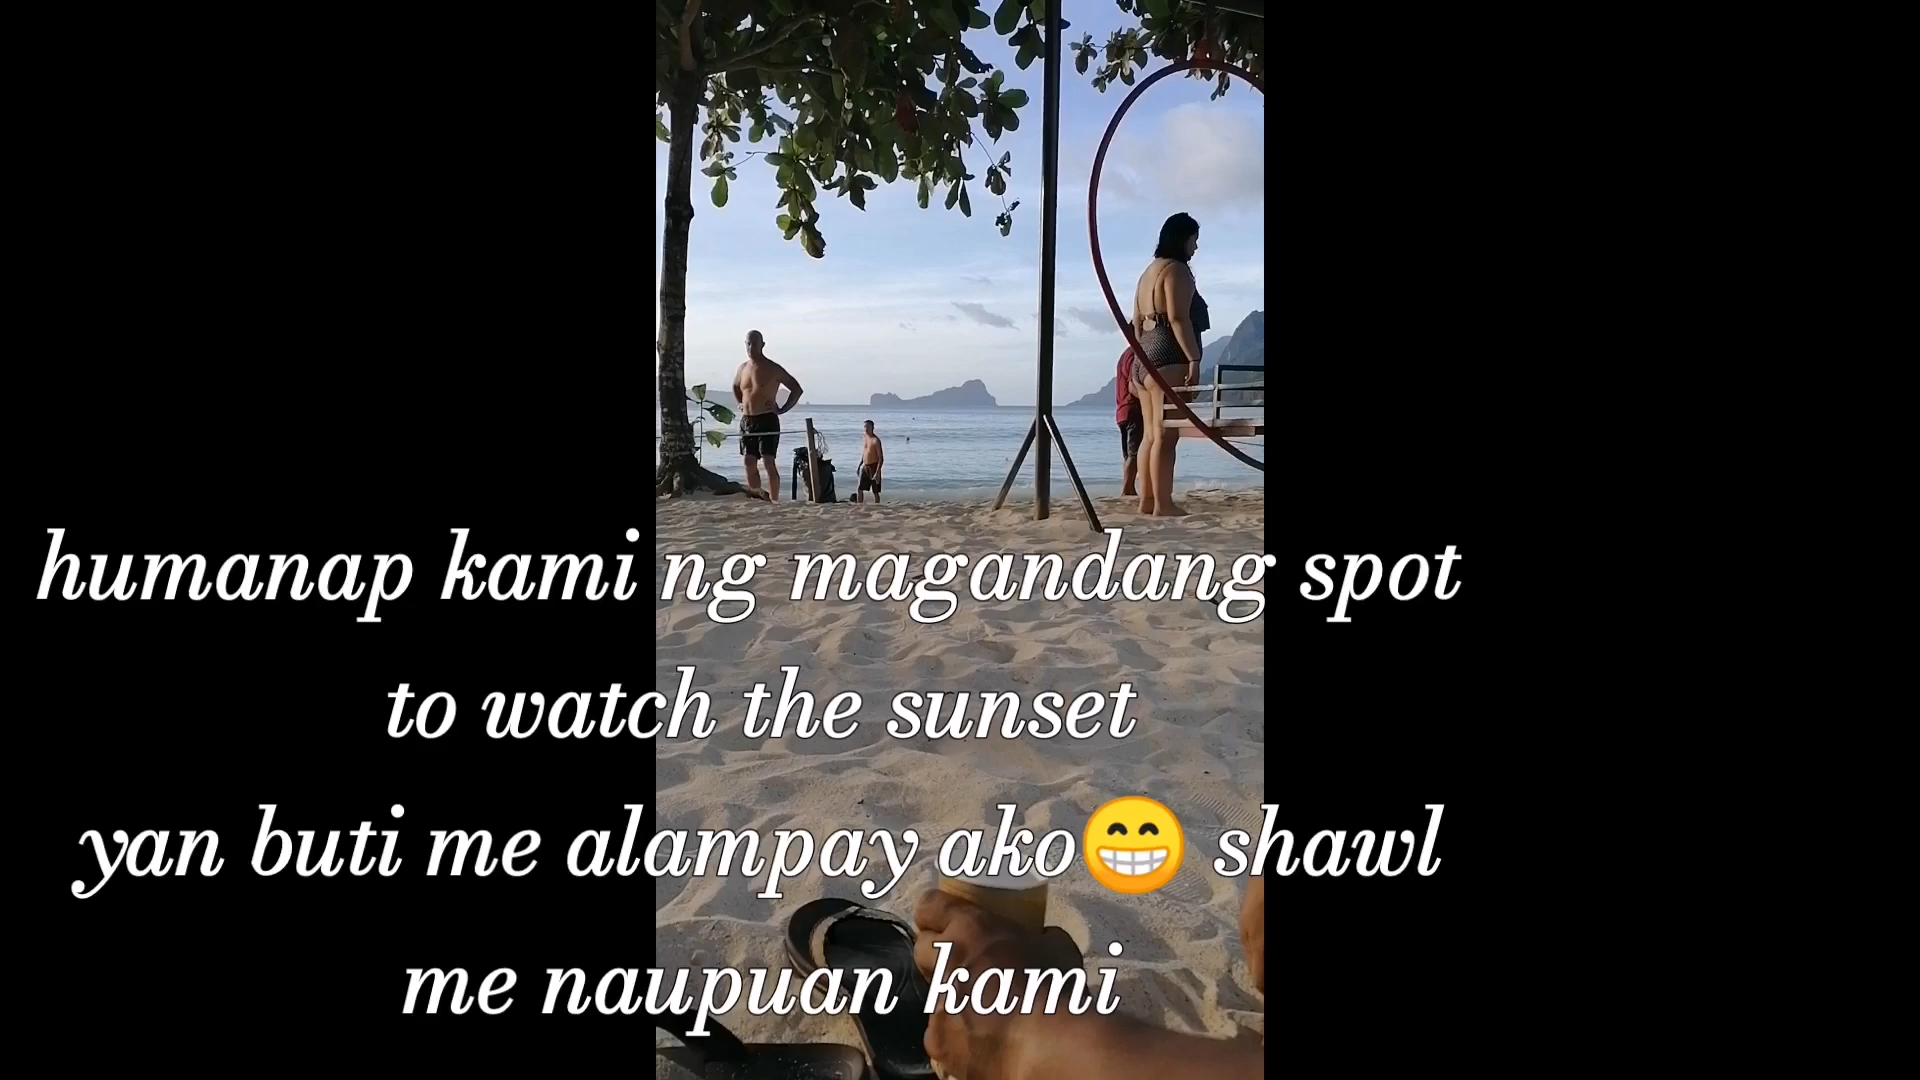 humanap kami ng magandang spot
to watch the sunset
yan buti me alampay ako😁 shawl
me naupuan kami